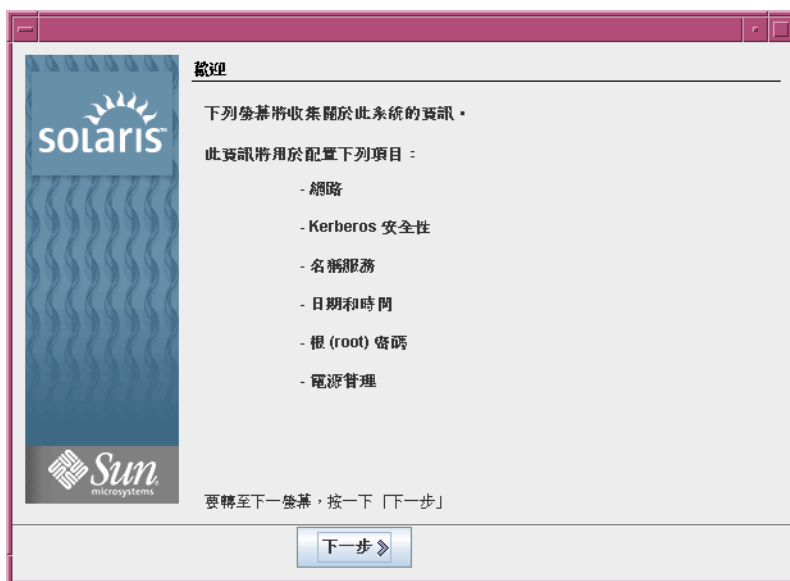 歡迎
solaris™
下列螢幕將收集關於此系統的資訊。
此資訊將用於配置下列項目：
- 網路
- Kerberos 安全性
- 名稱服務
- 日期和時間
- 根 (root) 密碼
- 電源管理
Sun
microsystems
要轉至下一螢幕，按一下「下一步」
下一步